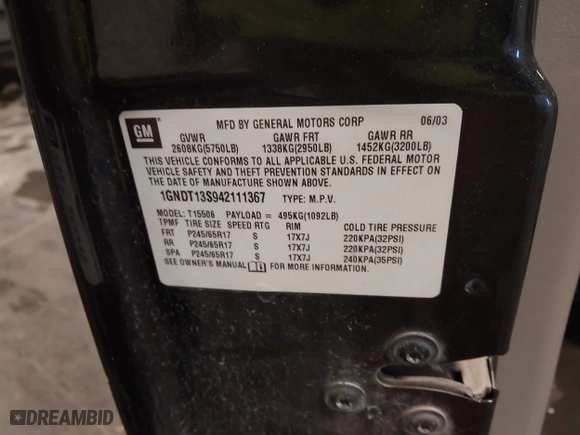 GM
MFD BY GENERAL MOTORS CORP 06/03
GVWR GAWR FRT GAWR RR
2608KG(5750LB) 1338KG(2950LB) 1452KG(3200LB)
THIS VEHICLE CONFORMS TO ALL APPLICABLE U.S. FEDERAL MOTOR
VEHICLE SAFETY AND THEFT PREVENTION STANDARDS IN EFFECT ON
THE DATE OF MANUFACTURE SHOWN ABOVE.
1GNDT13S942111367 TYPE: M.P.V.
MODEL: T15506 PAYLOAD = 495KG(1092LB)
TPMF TIRE SIZE SPEED RTG RIM COLD TIRE PRESSURE
FRT P245/65R17 S 17X7J 220KPA(32PSI)
RR P245/65R17 S 17X7J 220KPA(32PSI)
SPA P245/65R17 S 17X7J 240KPA(35PSI)
SEE OWNER'S MANUAL FOR MORE INFORMATION.
DREAMBID